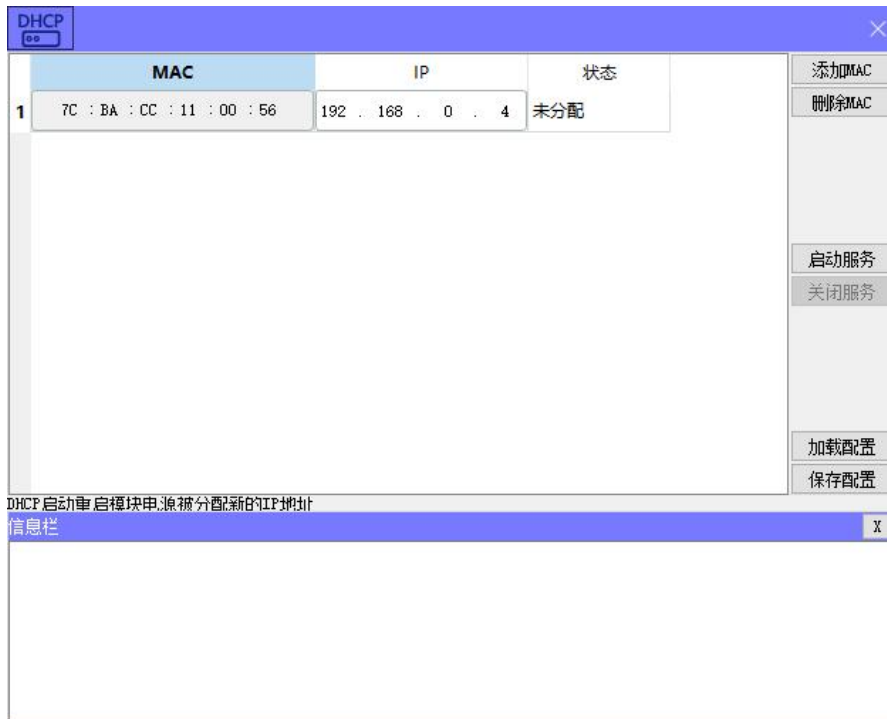 DHCP
MAC IP 状态 添加MAC
1 7C : BA : CC : 11 : 00 : 56 192 . 168 . 0 . 4 未分配 删除MAC
启动服务
关闭服务
加载配置
保存配置
DHCP启动重启模块电源被分配新的IP地址
信息栏 X